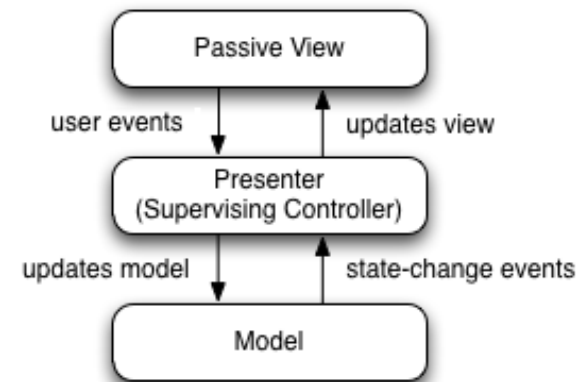 Passive View
user events
updates view
Presenter
(Supervising Controller)
updates model
state-change events
Model